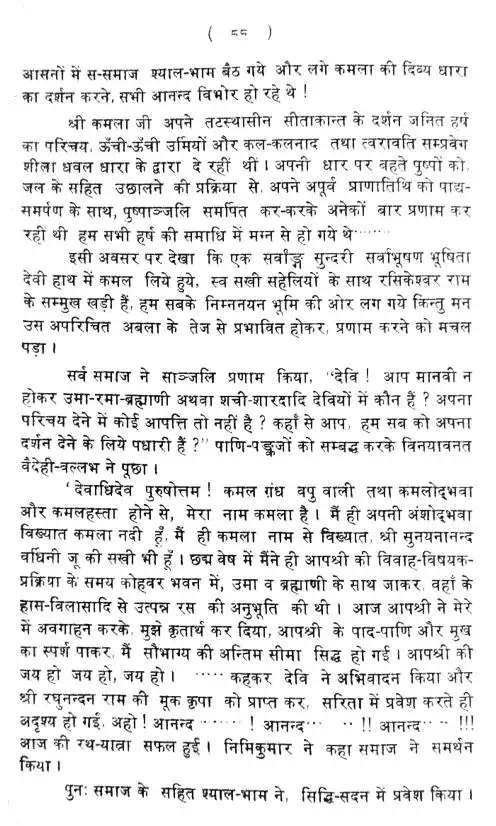 ( ८८ )
आसनों में स-समाज श्याल-भाम बैठ गये और लगे कमला की दिव्य धारा
का दर्शन करने, सभी आनन्द विभोर हो रहे थे !
श्री कमला जी अपने तटस्थासीन सीताकान्त के दर्शन जनित हर्ष
का परिचय, ऊँची-ऊँची उर्मियों और कल-कलनाद तथा त्वरावति सम्प्रवेग
शीला धवल धारा के द्वारा दे रहीं थीं । अपनी धार पर बहते पुष्पों को,
जल के सहित उछालने की प्रक्रिया से, अपने अपूर्व प्राणातिथि को पाद्य-
समर्पण के साथ, पुष्पाञ्जलि समर्पित कर-करके अनेकों बार प्रणाम कर
रहीं थी हम सभी हर्ष की समाधि में मग्न से हो गये थे········
इसी अवसर पर देखा कि एक सर्वाङ्ग सुन्दरी सर्वाभूषण भूषिता
देवी हाथ में कमल लिये हुये, स्व सखी सहेलियों के साथ रसिकेश्वर राम
के सम्मुख खड़ी हैं, हम सबके निम्ननयन भूमि की ओर लग गये किन्तु मन
उस अपरिचित अबला के तेज से प्रभावित होकर, प्रणाम करने को मचल
पड़ा ।
सर्व समाज ने साञ्जलि प्रणाम किया, “देवि ! आप मानवी न
होकर उमा-रमा-ब्रह्माणी अथवा शची-शारदादि देवियों में कौन हैं ? अपना
परिचय देने में कोई आपत्ति तो नहीं है ? कहाँ से आप, हम सब को अपना
दर्शन देने के लिये पधारी हैं ?” पाणि-पङ्कजों को सम्बद्ध करके विनयावनत
वैदेही-वल्लभ ने पूछा ।
‘देवाधिदेव पुरुषोत्तम ! कमल गंध वपु वाली तथा कमलोद्भवा
और कमलहस्ता होने से, मेरा नाम कमला है । मैं ही अपनी अंशोद्भवा
विख्यात कमला नदी हूँ, मैं ही कमला नाम से विख्यात, श्री सुनयनानन्द
वर्धिनी जू की सखी भी हूँ । छद्म वेष में मैंने ही आपश्री की विवाह-विषयक-
प्रक्रिया के समय कोहवर भवन में, उमा व ब्रह्माणी के साथ जाकर, वहाँ के
हास-विलासादि से उत्पन्न रस की अनुभूति की थी । आज आपश्री ने मेरे
में अवगाहन करके, मुझे कृतार्थ कर दिया, आपश्री के पाद-पाणि और मुख
का स्पर्श पाकर, मैं सौभाग्य की अन्तिम सीमा सिद्ध हो गई । आपश्री की
जय हो जय हो, जय हो । ····· कहकर देवि ने अभिवादन किया और
श्री रघुनन्दन राम की मूक कृपा को प्राप्त कर, सरिता में प्रवेश करते ही
अदृश्य हो गई, अहो ! आनन्द ······· ! आनन्द··· ·· !! आनन्द·· ·· !!!
आज की रथ-यात्रा सफल हुई । निमिकुमार ने कहा समाज ने समर्थन
किया ।
पुनः समाज के सहित श्याल-भाम ने, सिद्धि-सदन में प्रवेश किया ।